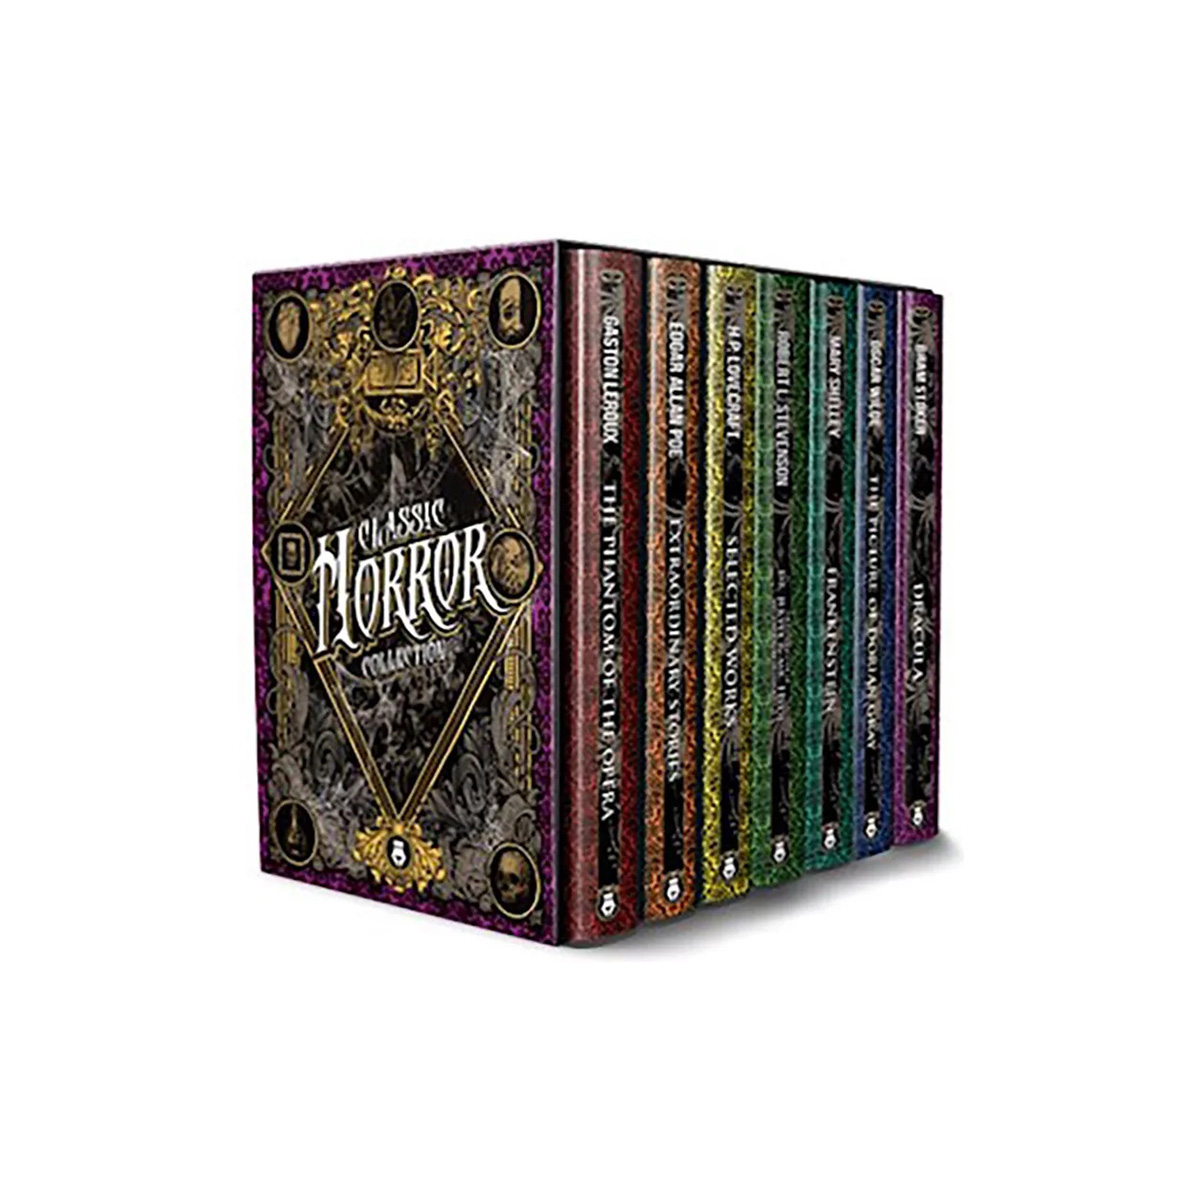 CLASSIC
HORROR
COLLECTION
GASTON LEROUX THE PHANTOM OF THE OPERA
EDGAR ALLAN POE EXTRAORDINARY STORIES
H.P. LOVECRAFT SELECTED WORKS
ROBERT L. STEVENSON
MARY SHELLEY FRANKENSTEIN
OSCAR WILDE THE PICTURE OF DORIAN GRAY
BRAM STOKER DRACULA